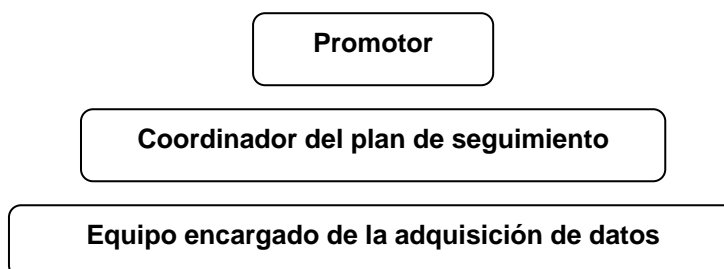 Promotor
Coordinador del plan de seguimiento
Equipo encargado de la adquisición de datos